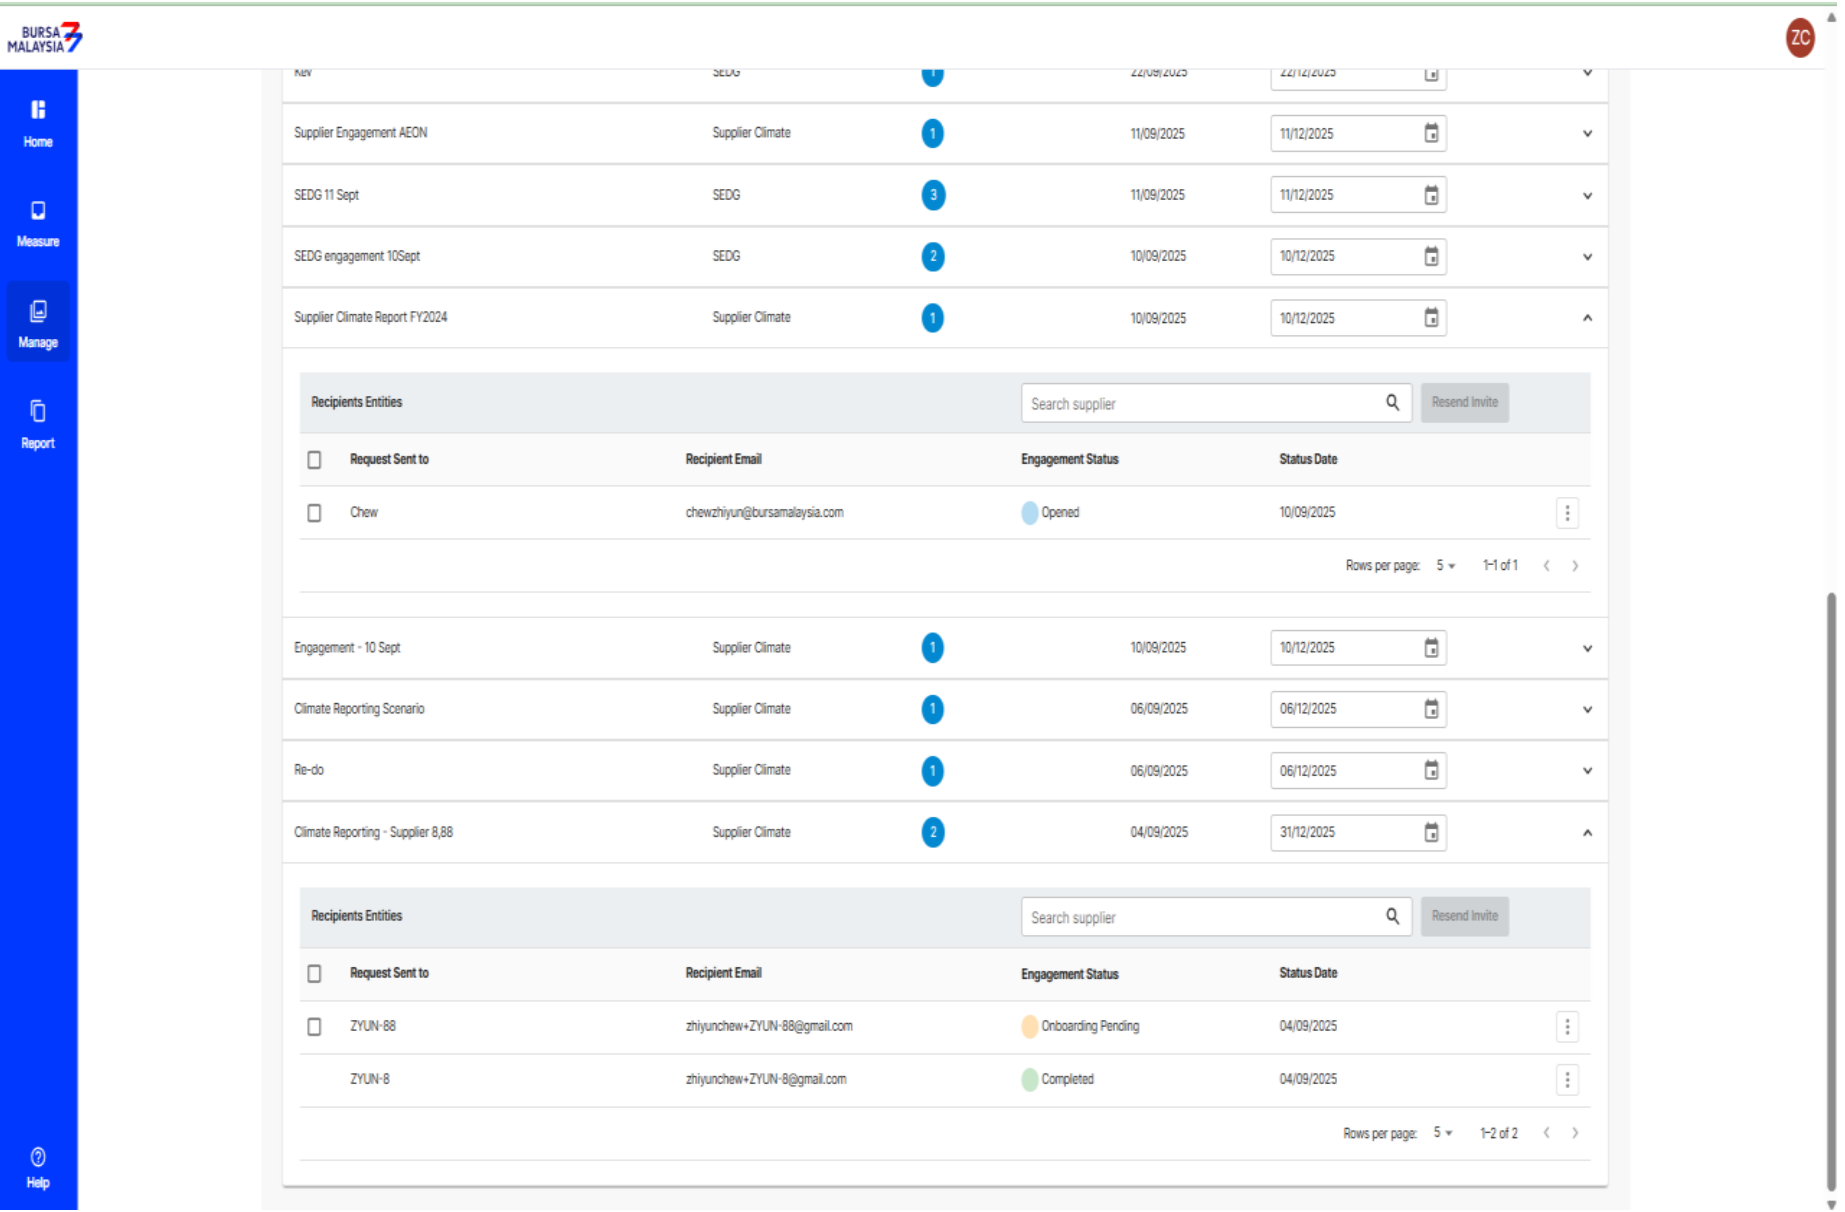 BURSA
MALAYSIA
ZC
Home
Measure
Manage
Report
Help
Kev SEDG 1 22/09/2025 22/12/2025
Supplier Engagement AEON Supplier Climate 1 11/09/2025 11/12/2025
SEDG 11 Sept SEDG 3 11/09/2025 11/12/2025
SEDG engagement 10Sept SEDG 2 10/09/2025 10/12/2025
Supplier Climate Report FY2024 Supplier Climate 1 10/09/2025 10/12/2025
Recipients Entities Search supplier Resend Invite
Request Sent to Recipient Email Engagement Status Status Date
Chew chewzhiyun@bursamalaysia.com Opened 10/09/2025
Rows per page: 5 1-1 of 1
Engagement - 10 Sept Supplier Climate 1 10/09/2025 10/12/2025
Climate Reporting Scenario Supplier Climate 1 06/09/2025 06/12/2025
Re-do Supplier Climate 1 06/09/2025 06/12/2025
Climate Reporting - Supplier 8,88 Supplier Climate 2 04/09/2025 31/12/2025
Recipients Entities Search supplier Resend Invite
Request Sent to Recipient Email Engagement Status Status Date
ZYUN-88 zhiyunchew+ZYUN-88@gmail.com Onboarding Pending 04/09/2025
ZYUN-8 zhiyunchew+ZYUN-8@gmail.com Completed 04/09/2025
Rows per page: 5 1-2 of 2